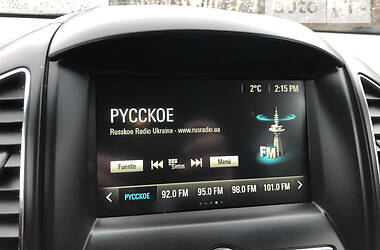 2°C 2:15 PM
РУССКОЕ
Russkoe Radio Ukraina - www.rusradio.ua
FM
Fuente Sinton. Menú
РУССКОЕ 92.0 FM 95.0 FM 98.0 FM 101.0 FM